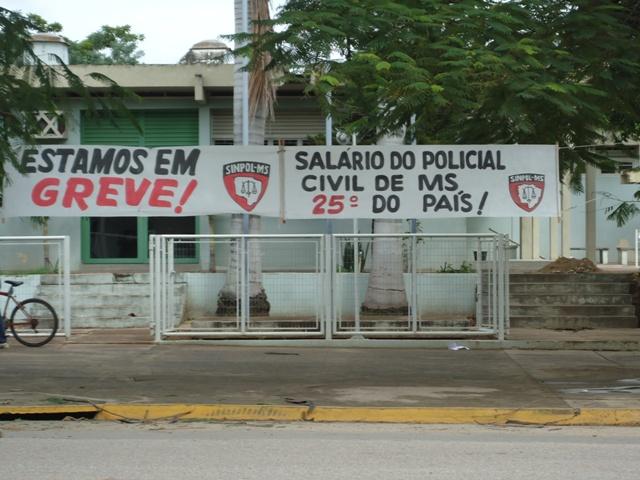 ESTAMOS EM
GREVE!
SINPOL-MS
SALÁRIO DO POLICIAL
CIVIL DE MS,
25º DO PAÍS!
SINPOL-MS